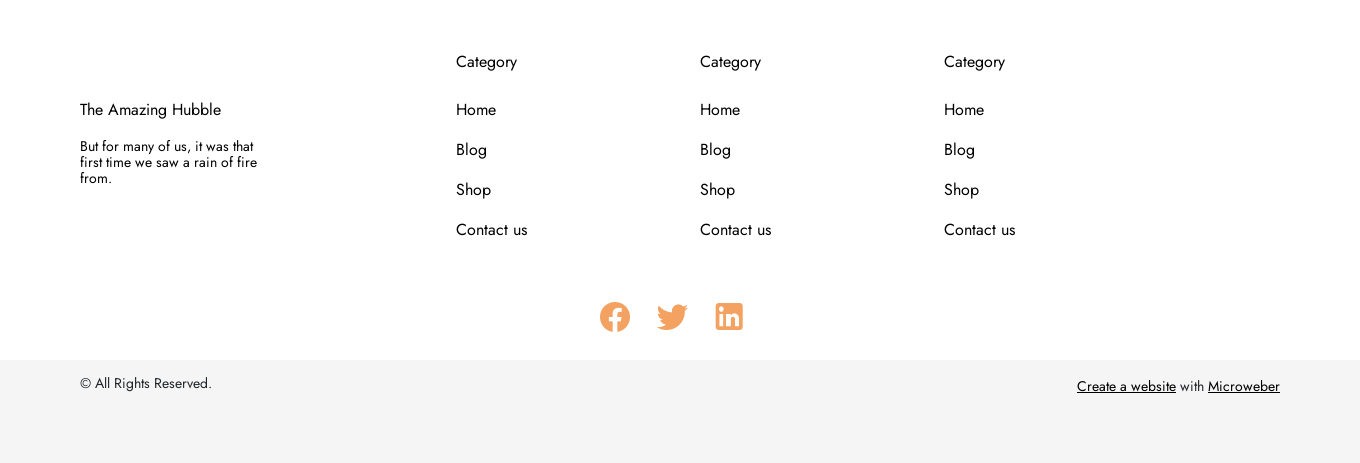 The Amazing Hubble
But for many of us, it was that
first time we saw a rain of fire
from.
Category
Home
Blog
Shop
Contact us
Category
Home
Blog
Shop
Contact us
Category
Home
Blog
Shop
Contact us
© All Rights Reserved.
Create a website with Microweber